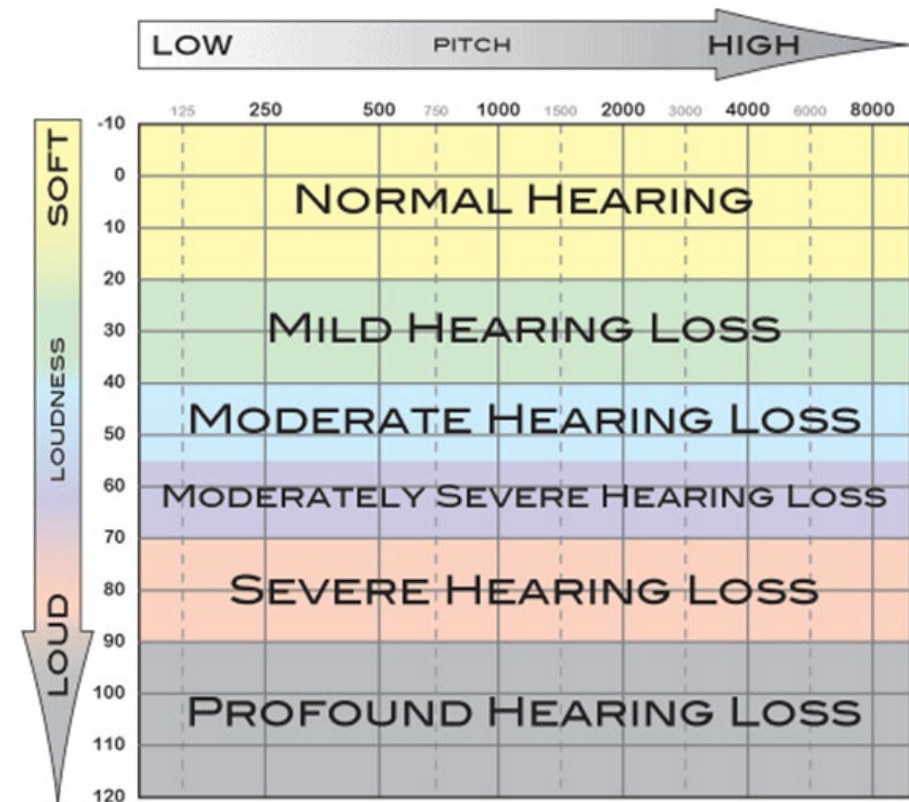 LOW PITCH HIGH
125 250 500 750 1000 1500 2000 3000 4000 6000 8000
SOFT
LOUDNESS
LOUD
-10
0
NORMAL HEARING
10
20
30
MILD HEARING LOSS
40
MODERATE HEARING LOSS
50
60
MODERATELY SEVERE HEARING LOSS
70
80
SEVERE HEARING LOSS
90
100
PROFOUND HEARING LOSS
110
120